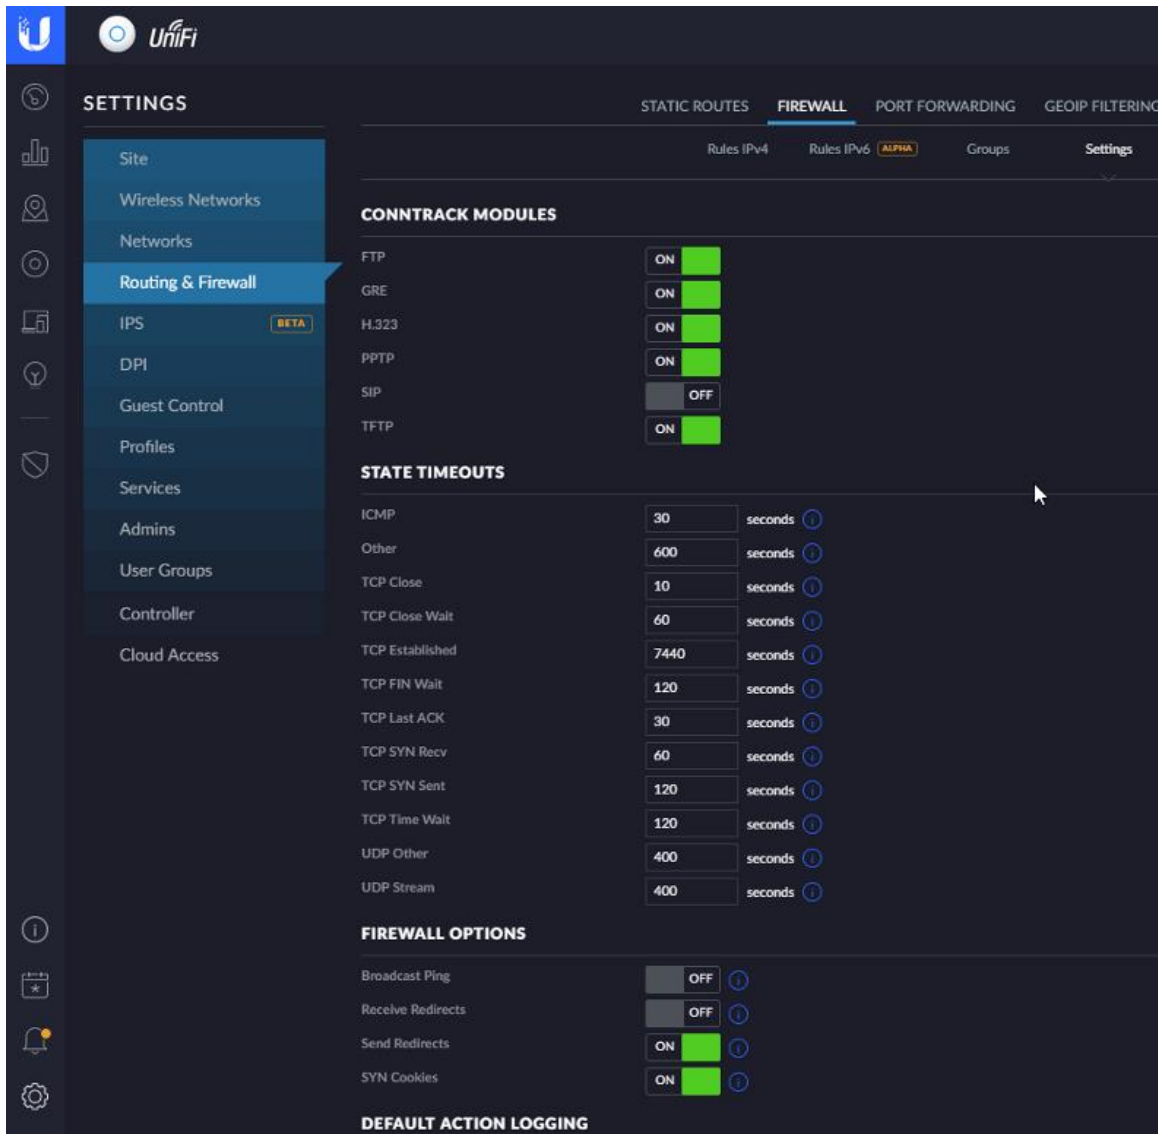 UniFi
SETTINGS
STATIC ROUTES FIREWALL PORT FORWARDING GEOIP FILTERING
Rules IPv4 Rules IPv6 ALPHA Groups Settings
Site
Wireless Networks
Networks
Routing & Firewall
IPS BETA
DPI
Guest Control
Profiles
Services
Admins
User Groups
Controller
Cloud Access
CONNTRACK MODULES
FTP ON
GRE ON
H.323 ON
PPTP ON
SIP OFF
TFTP ON
STATE TIMEOUTS
ICMP 30 seconds
Other 600 seconds
TCP Close 10 seconds
TCP Close Wait 60 seconds
TCP Established 7440 seconds
TCP FIN Wait 120 seconds
TCP Last ACK 30 seconds
TCP SYN Recv 60 seconds
TCP SYN Sent 120 seconds
TCP Time Wait 120 seconds
UDP Other 400 seconds
UDP Stream 400 seconds
FIREWALL OPTIONS
Broadcast Ping OFF
Receive Redirects OFF
Send Redirects ON
SYN Cookies ON
DEFAULT ACTION LOGGING